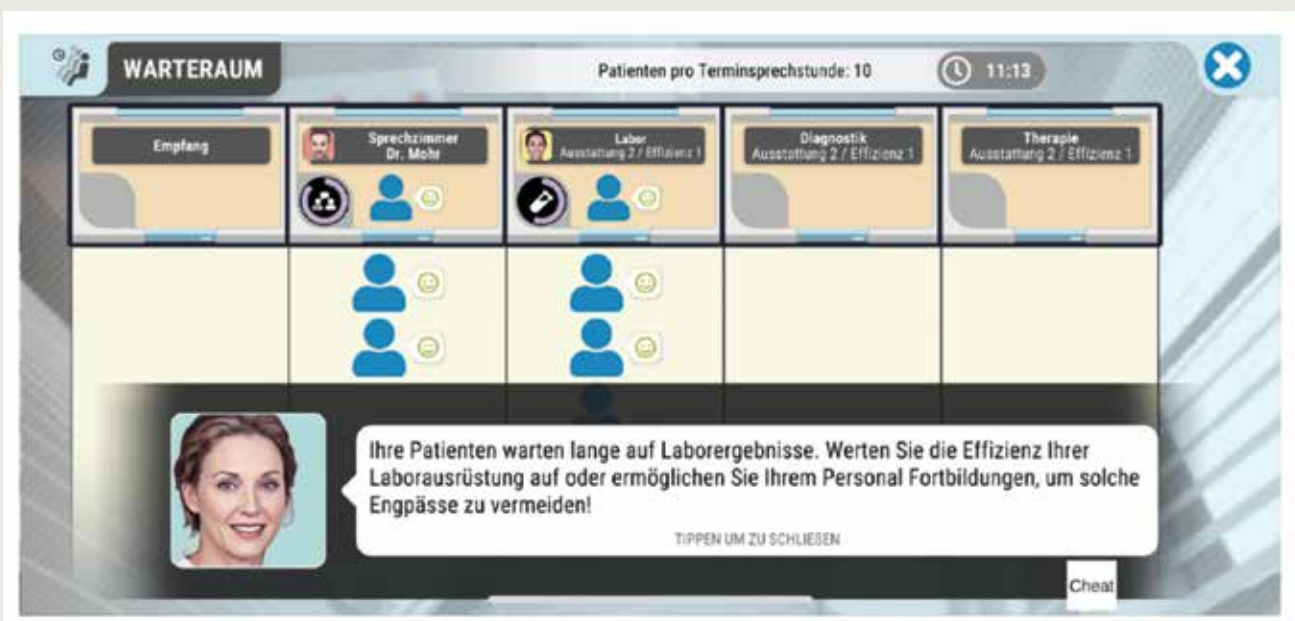 WARTERAUM
Patienten pro Terminsprechstunde: 10
11:13
Empfang
Sprechzimmer
Dr. Mohr
Labor
Ausstattung 2 / Effizienz 1
Diagnostik
Ausstattung 2 / Effizienz 1
Therapie
Ausstattung 2 / Effizienz 1
Ihre Patienten warten lange auf Laborergebnisse. Werten Sie die Effizienz Ihrer
Laborausrüstung auf oder ermöglichen Sie Ihrem Personal Fortbildungen, um solche
Engpässe zu vermeiden!
TIPPEN UM ZU SCHLIEßEN
Cheat